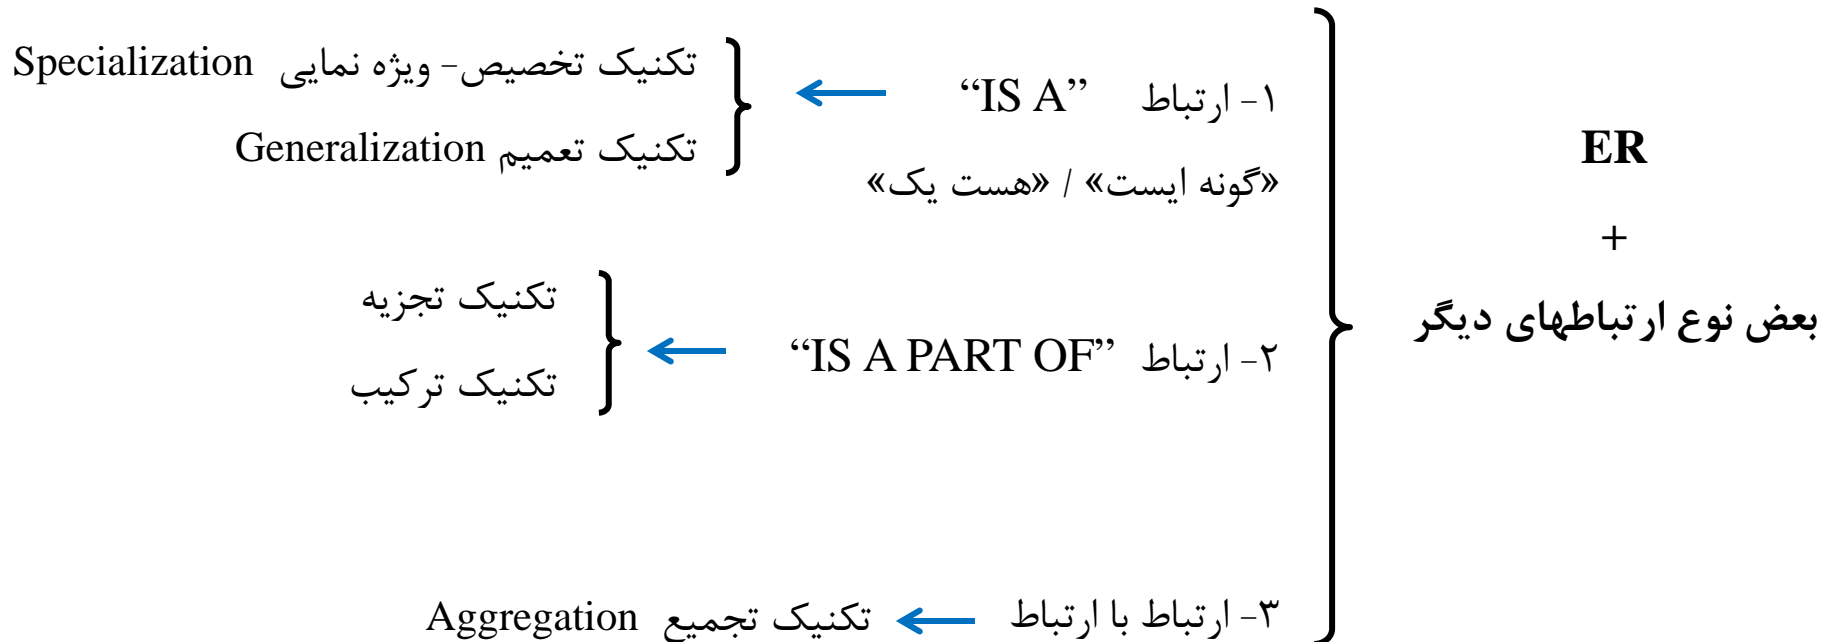 ER
+
بعض نوع ارتباطهای دیگر
۱- ارتباط “IS A”
«گونه ایست» / «هست یک»
تکنیک تخصیص- ویژه نمایی Specialization
تکنیک تعمیم Generalization
۲- ارتباط “IS A PART OF”
تکنیک تجزیه
تکنیک ترکیب
۳- ارتباط با ارتباط
تکنیک تجمیع Aggregation